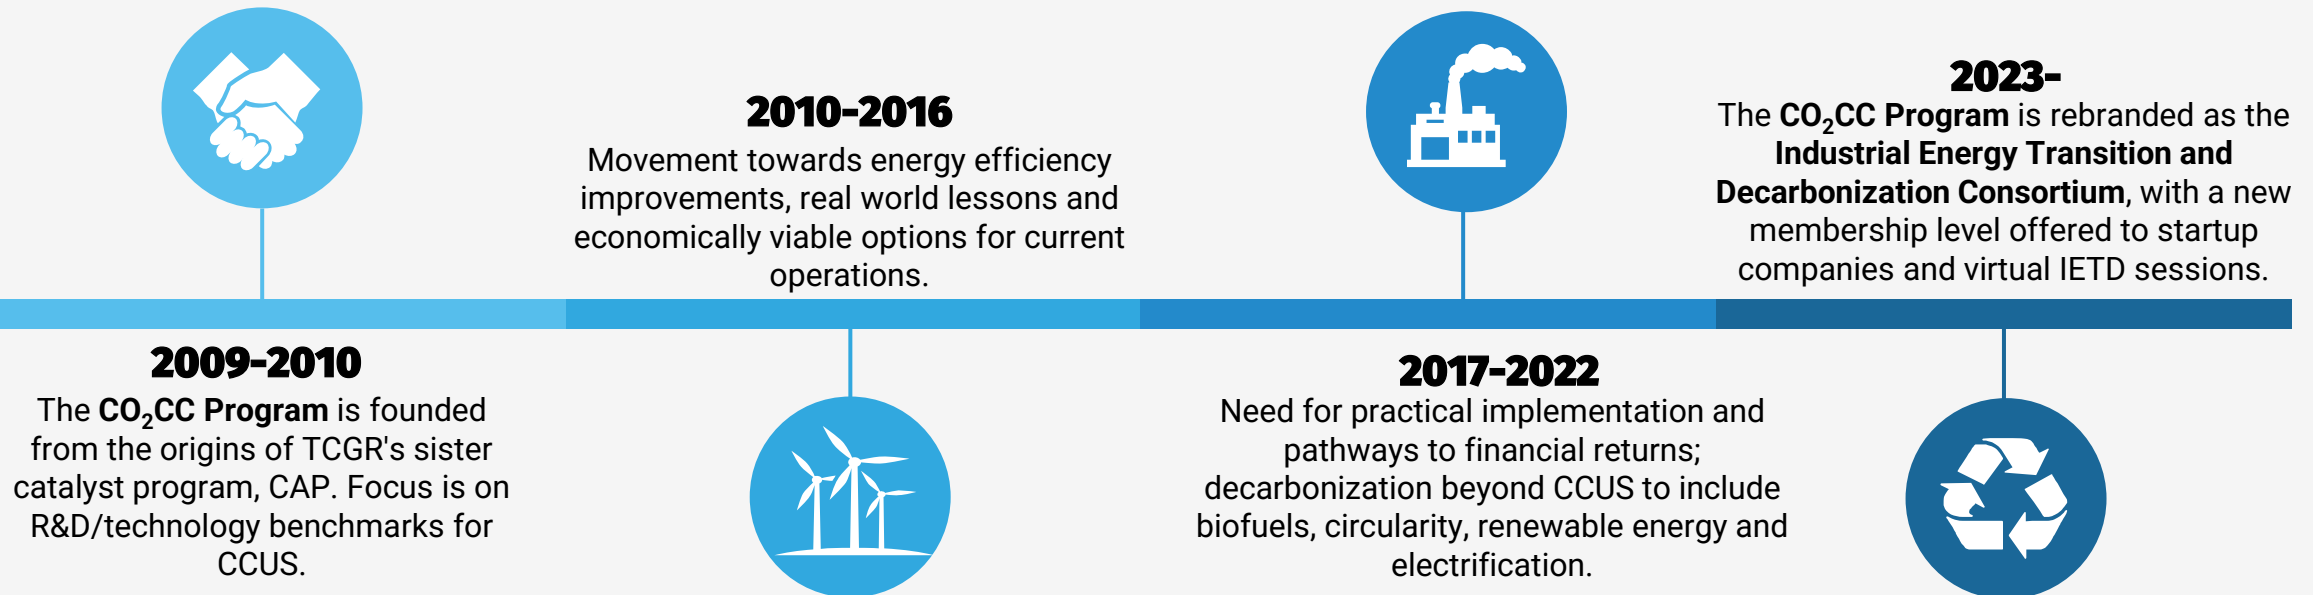 2009-2010
The CO₂CC Program is founded
from the origins of TCGR's sister
catalyst program, CAP. Focus is on
R&D/technology benchmarks for
CCUS.
2010-2016
Movement towards energy efficiency
improvements, real world lessons and
economically viable options for current
operations.
2017-2022
Need for practical implementation and
pathways to financial returns;
decarbonization beyond CCUS to include
biofuels, circularity, renewable energy and
electrification.
2023-
The CO₂CC Program is rebranded as the
Industrial Energy Transition and
Decarbonization Consortium, with a new
membership level offered to startup
companies and virtual IETD sessions.